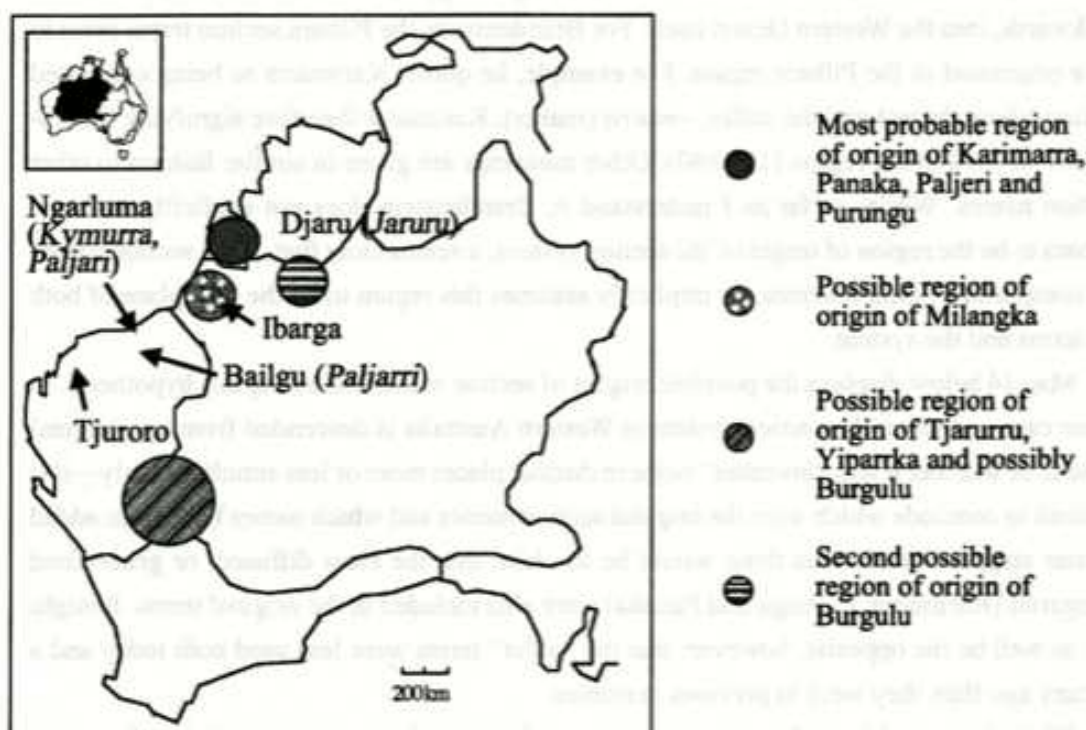 Ngarluma
(Kymurra,
Paljari)
Djaru (Jaruru)
Ibarga
Bailgu (Paljarri)
Tjuroro
200km
Most probable region
of origin of Karimarra,
Panaka, Paljeri and
Purungu
Possible region of
origin of Milangka
Possible region of
origin of Tjarurru,
Yiparrka and possibly
Burgulu
Second possible
region of origin of
Burgulu